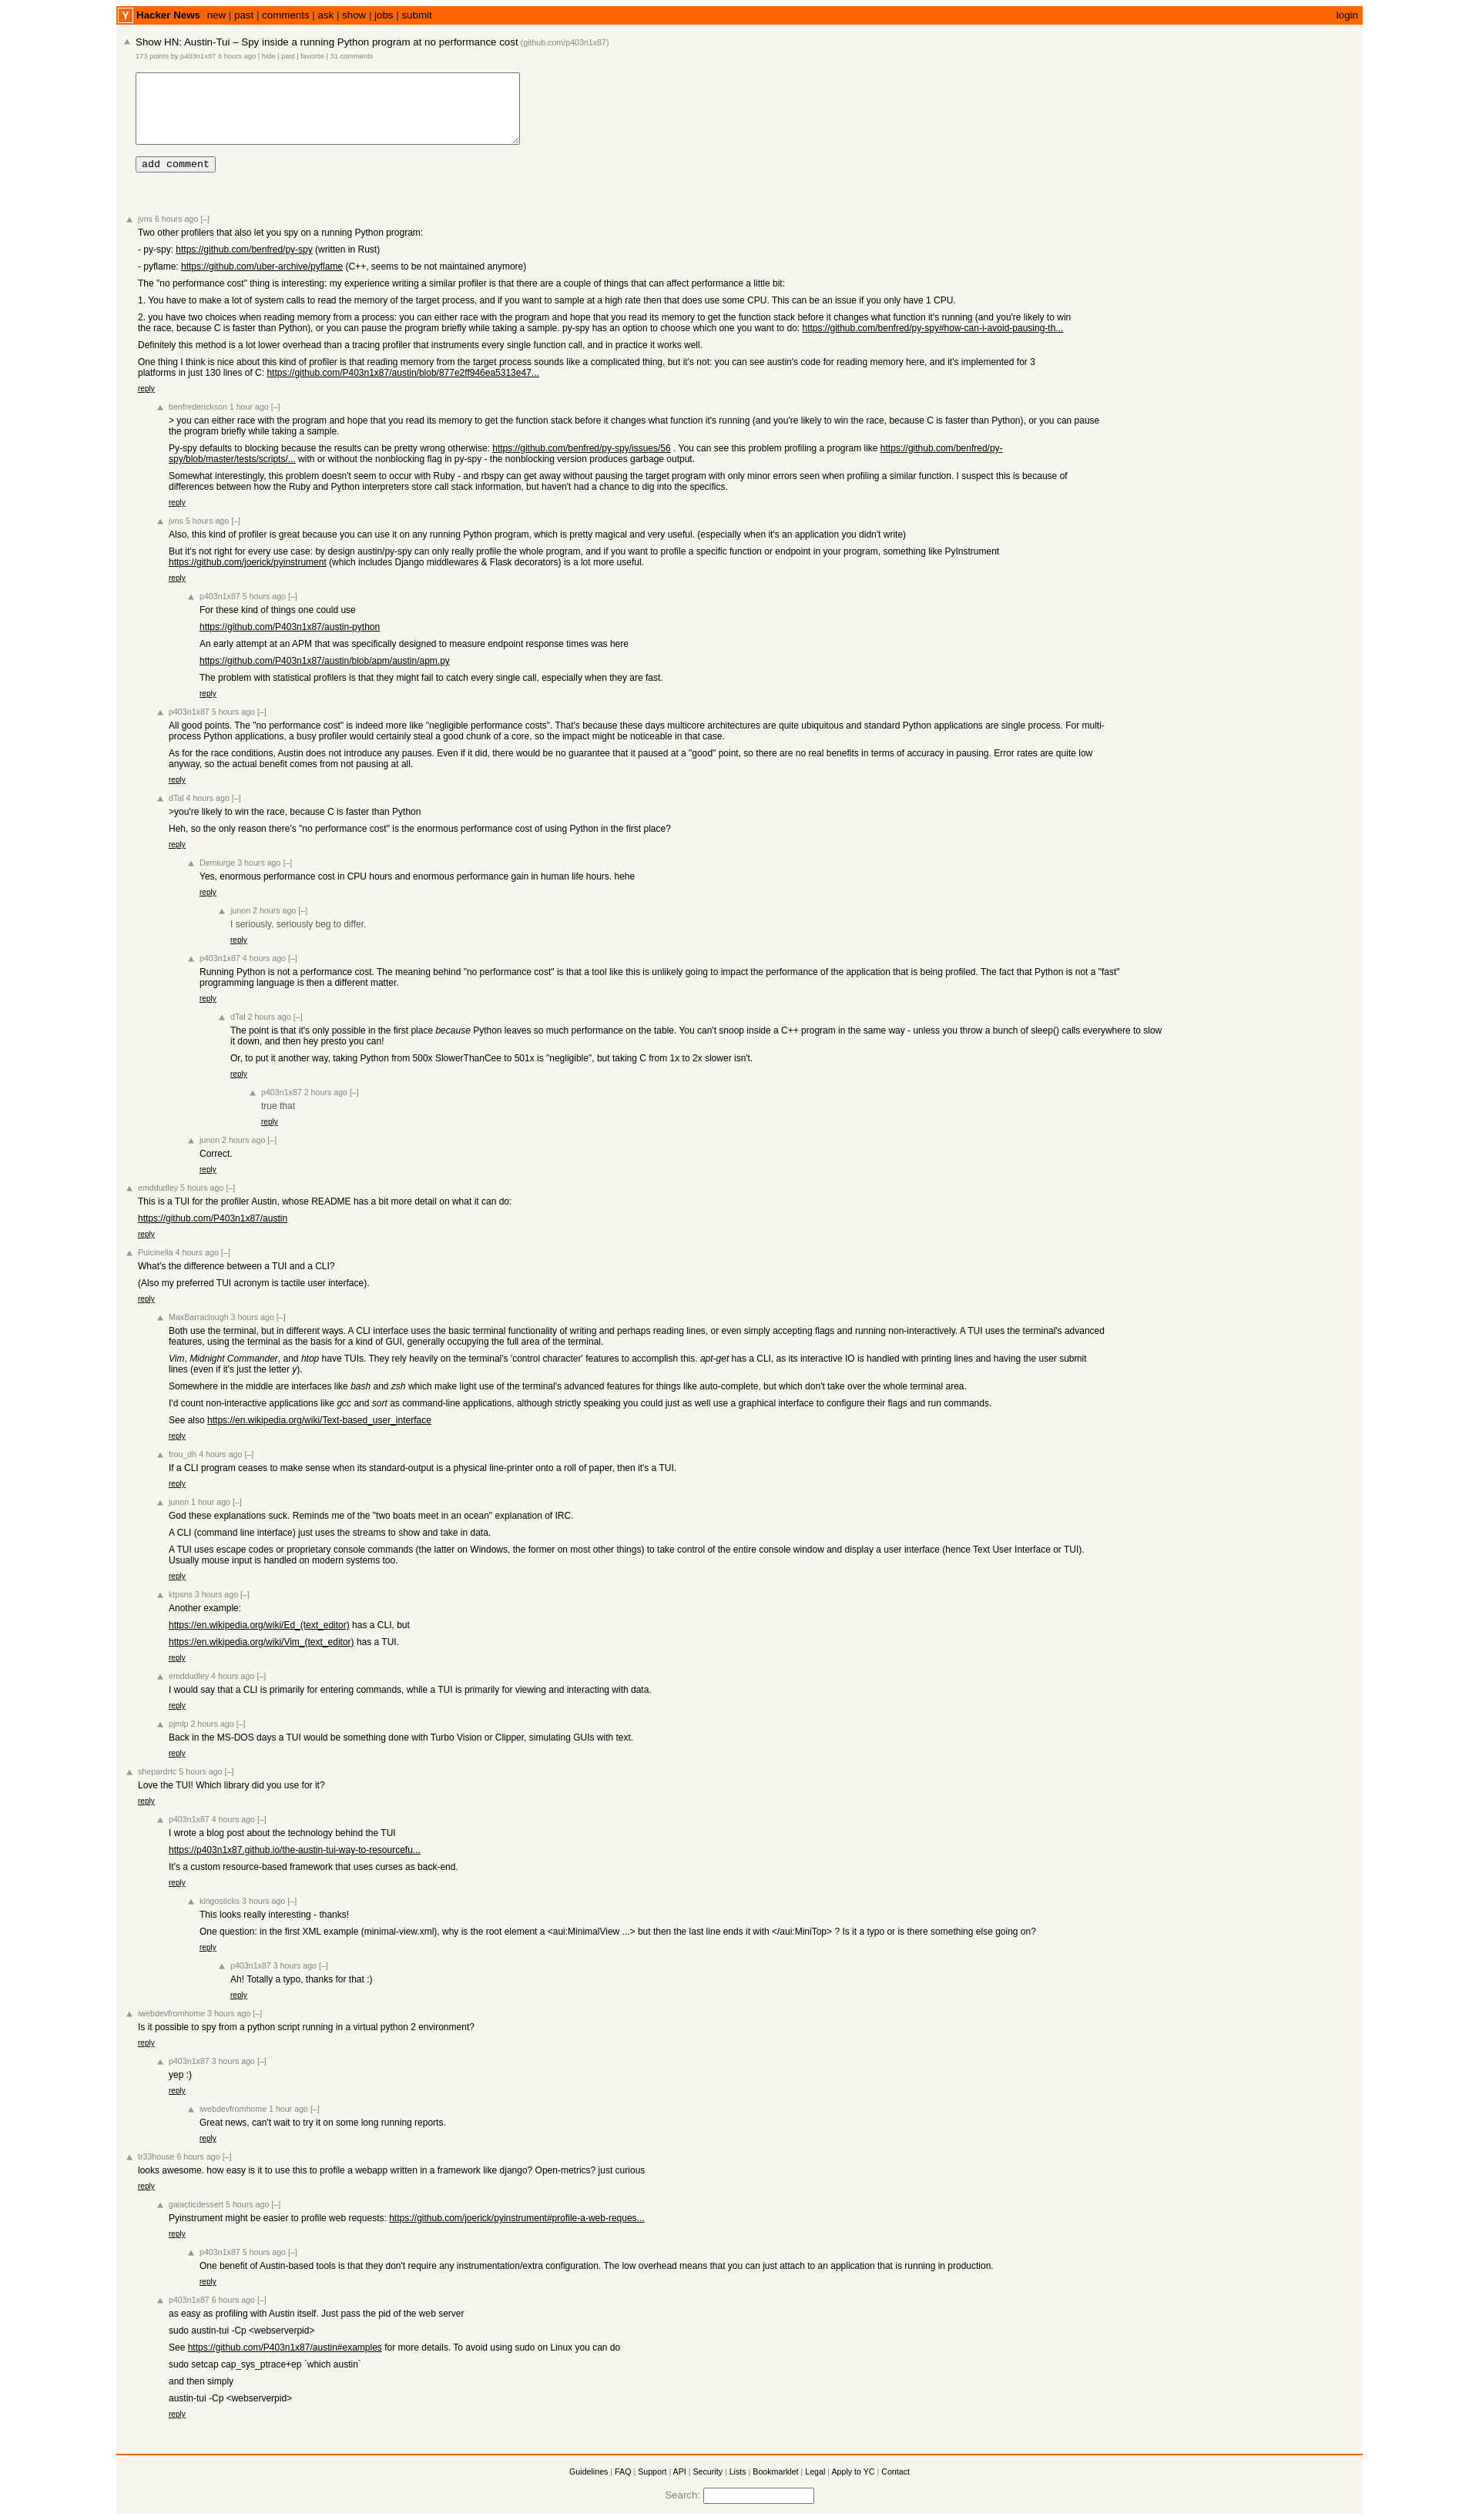 Y Hacker News new | past | comments | ask | show | jobs | submit login
Show HN: Austin-Tui – Spy inside a running Python program at no performance cost (github.com/p403n1x87)
173 points by p403n1x87 6 hours ago | hide | past | favorite | 31 comments
add comment
jvns 6 hours ago [–]
Two other profilers that also let you spy on a running Python program:
- py-spy: https://github.com/benfred/py-spy (written in Rust)
- pyflame: https://github.com/uber-archive/pyflame (C++, seems to be not maintained anymore)
The "no performance cost" thing is interesting: my experience writing a similar profiler is that there are a couple of things that can affect performance a little bit:
1. You have to make a lot of system calls to read the memory of the target process, and if you want to sample at a high rate then that does use some CPU. This can be an issue if you only have 1 CPU.
2. you have two choices when reading memory from a process: you can either race with the program and hope that you read its memory to get the function stack before it changes what function it's running (and you're likely to win
the race, because C is faster than Python), or you can pause the program briefly while taking a sample. py-spy has an option to choose which one you want to do: https://github.com/benfred/py-spy#how-can-i-avoid-pausing-th...
Definitely this method is a lot lower overhead than a tracing profiler that instruments every single function call, and in practice it works well.
One thing I think is nice about this kind of profiler is that reading memory from the target process sounds like a complicated thing, but it's not: you can see austin's code for reading memory here, and it's implemented for 3
platforms in just 130 lines of C: https://github.com/P403n1x87/austin/blob/877e2ff946ea5313e47...
reply
benfrederickson 1 hour ago [–]
> you can either race with the program and hope that you read its memory to get the function stack before it changes what function it's running (and you're likely to win the race, because C is faster than Python), or you can pause
the program briefly while taking a sample.
Py-spy defaults to blocking because the results can be pretty wrong otherwise: https://github.com/benfred/py-spy/issues/56 . You can see this problem profiling a program like https://github.com/benfred/py-
spy/blob/master/tests/scripts/... with or without the nonblocking flag in py-spy - the nonblocking version produces garbage output.
Somewhat interestingly, this problem doesn't seem to occur with Ruby - and rbspy can get away without pausing the target program with only minor errors seen when profiling a similar function. I suspect this is because of
differences between how the Ruby and Python interpreters store call stack information, but haven't had a chance to dig into the specifics.
reply
jvns 5 hours ago [–]
Also, this kind of profiler is great because you can use it on any running Python program, which is pretty magical and very useful. (especially when it's an application you didn't write)
But it's not right for every use case: by design austin/py-spy can only really profile the whole program, and if you want to profile a specific function or endpoint in your program, something like PyInstrument
https://github.com/joerick/pyinstrument (which includes Django middlewares & Flask decorators) is a lot more useful.
reply
p403n1x87 5 hours ago [–]
For these kind of things one could use
https://github.com/P403n1x87/austin-python
An early attempt at an APM that was specifically designed to measure endpoint response times was here
https://github.com/P403n1x87/austin/blob/apm/austin/apm.py
The problem with statistical profilers is that they might fail to catch every single call, especially when they are fast.
reply
p403n1x87 5 hours ago [–]
All good points. The "no performance cost" is indeed more like "negligible performance costs". That's because these days multicore architectures are quite ubiquitous and standard Python applications are single process. For multi-
process Python applications, a busy profiler would certainly steal a good chunk of a core, so the impact might be noticeable in that case.
As for the race conditions, Austin does not introduce any pauses. Even if it did, there would be no guarantee that it paused at a "good" point, so there are no real benefits in terms of accuracy in pausing. Error rates are quite low
anyway, so the actual benefit comes from not pausing at all.
reply
dTal 4 hours ago [–]
>you're likely to win the race, because C is faster than Python
Heh, so the only reason there's "no performance cost" is the enormous performance cost of using Python in the first place?
reply
Demiurge 3 hours ago [–]
Yes, enormous performance cost in CPU hours and enormous performance gain in human life hours. hehe
reply
junon 2 hours ago [–]
I seriously, seriously beg to differ.
reply
p403n1x87 4 hours ago [–]
Running Python is not a performance cost. The meaning behind "no performance cost" is that a tool like this is unlikely going to impact the performance of the application that is being profiled. The fact that Python is not a "fast"
programming language is then a different matter.
reply
dTal 2 hours ago [–]
The point is that it's only possible in the first place because Python leaves so much performance on the table. You can't snoop inside a C++ program in the same way - unless you throw a bunch of sleep() calls everywhere to slow
it down, and then hey presto you can!
Or, to put it another way, taking Python from 500x SlowerThanCee to 501x is "negligible", but taking C from 1x to 2x slower isn't.
reply
p403n1x87 2 hours ago [–]
true that
reply
junon 2 hours ago [–]
Correct.
reply
emddudley 5 hours ago [–]
This is a TUI for the profiler Austin, whose README has a bit more detail on what it can do:
https://github.com/P403n1x87/austin
reply
Pulcinella 4 hours ago [–]
What's the difference between a TUI and a CLI?
(Also my preferred TUI acronym is tactile user interface).
reply
MaxBarraclough 3 hours ago [–]
Both use the terminal, but in different ways. A CLI interface uses the basic terminal functionality of writing and perhaps reading lines, or even simply accepting flags and running non-interactively. A TUI uses the terminal's advanced
features, using the terminal as the basis for a kind of GUI, generally occupying the full area of the terminal.
Vim, Midnight Commander, and htop have TUIs. They rely heavily on the terminal's 'control character' features to accomplish this. apt-get has a CLI, as its interactive IO is handled with printing lines and having the user submit
lines (even if it's just the letter y).
Somewhere in the middle are interfaces like bash and zsh which make light use of the terminal's advanced features for things like auto-complete, but which don't take over the whole terminal area.
I'd count non-interactive applications like gcc and sort as command-line applications, although strictly speaking you could just as well use a graphical interface to configure their flags and run commands.
See also https://en.wikipedia.org/wiki/Text-based_user_interface
reply
frou_dh 4 hours ago [–]
If a CLI program ceases to make sense when its standard-output is a physical line-printer onto a roll of paper, then it's a TUI.
reply
junon 1 hour ago [–]
God these explanations suck. Reminds me of the "two boats meet in an ocean" explanation of IRC.
A CLI (command line interface) just uses the streams to show and take in data.
A TUI uses escape codes or proprietary console commands (the latter on Windows, the former on most other things) to take control of the entire console window and display a user interface (hence Text User Interface or TUI).
Usually mouse input is handled on modern systems too.
reply
ktpsns 3 hours ago [–]
Another example:
https://en.wikipedia.org/wiki/Ed_(text_editor) has a CLI, but
https://en.wikipedia.org/wiki/Vim_(text_editor) has a TUI.
reply
emddudley 4 hours ago [–]
I would say that a CLI is primarily for entering commands, while a TUI is primarily for viewing and interacting with data.
reply
pjmlp 2 hours ago [–]
Back in the MS-DOS days a TUI would be something done with Turbo Vision or Clipper, simulating GUIs with text.
reply
shepardrtc 5 hours ago [–]
Love the TUI! Which library did you use for it?
reply
p403n1x87 4 hours ago [–]
I wrote a blog post about the technology behind the TUI
https://p403n1x87.github.io/the-austin-tui-way-to-resourcefu...
It's a custom resource-based framework that uses curses as back-end.
reply
kingosticks 3 hours ago [–]
This looks really interesting - thanks!
One question: in the first XML example (minimal-view.xml), why is the root element a <aui:MinimalView ...> but then the last line ends it with </aui:MiniTop> ? Is it a typo or is there something else going on?
reply
p403n1x87 3 hours ago [–]
Ah! Totally a typo, thanks for that :)
reply
iwebdevfromhome 3 hours ago [–]
Is it possible to spy from a python script running in a virtual python 2 environment?
reply
p403n1x87 3 hours ago [–]
yep :)
reply
iwebdevfromhome 1 hour ago [–]
Great news, can't wait to try it on some long running reports.
reply
tr33house 6 hours ago [–]
looks awesome. how easy is it to use this to profile a webapp written in a framework like django? Open-metrics? just curious
reply
galacticdessert 5 hours ago [–]
Pyinstrument might be easier to profile web requests: https://github.com/joerick/pyinstrument#profile-a-web-reques...
reply
p403n1x87 5 hours ago [–]
One benefit of Austin-based tools is that they don't require any instrumentation/extra configuration. The low overhead means that you can just attach to an application that is running in production.
reply
p403n1x87 6 hours ago [–]
as easy as profiling with Austin itself. Just pass the pid of the web server
sudo austin-tui -Cp <webserverpid>
See https://github.com/P403n1x87/austin#examples for more details. To avoid using sudo on Linux you can do
sudo setcap cap_sys_ptrace+ep `which austin`
and then simply
austin-tui -Cp <webserverpid>
reply
Guidelines | FAQ | Support | API | Security | Lists | Bookmarklet | Legal | Apply to YC | Contact
Search: